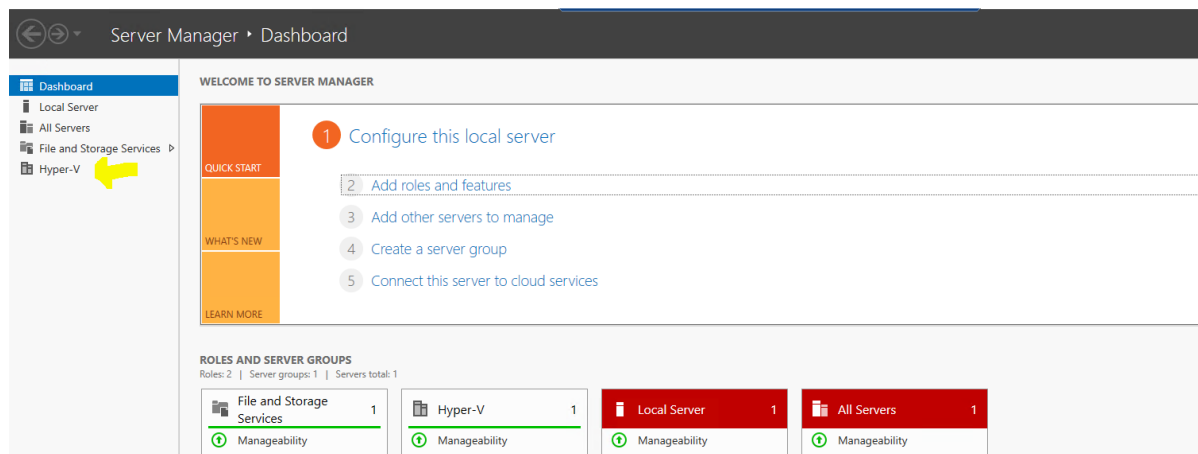 Server Manager ‣ Dashboard
Dashboard
Local Server
All Servers
File and Storage Services
Hyper-V
WELCOME TO SERVER MANAGER
QUICK START
WHAT'S NEW
LEARN MORE
1 Configure this local server
2 Add roles and features
3 Add other servers to manage
4 Create a server group
5 Connect this server to cloud services
ROLES AND SERVER GROUPS
Roles: 2 | Server groups: 1 | Servers total: 1
File and Storage
Services 1
Manageability
Hyper-V 1
Manageability
Local Server 1
Manageability
All Servers 1
Manageability